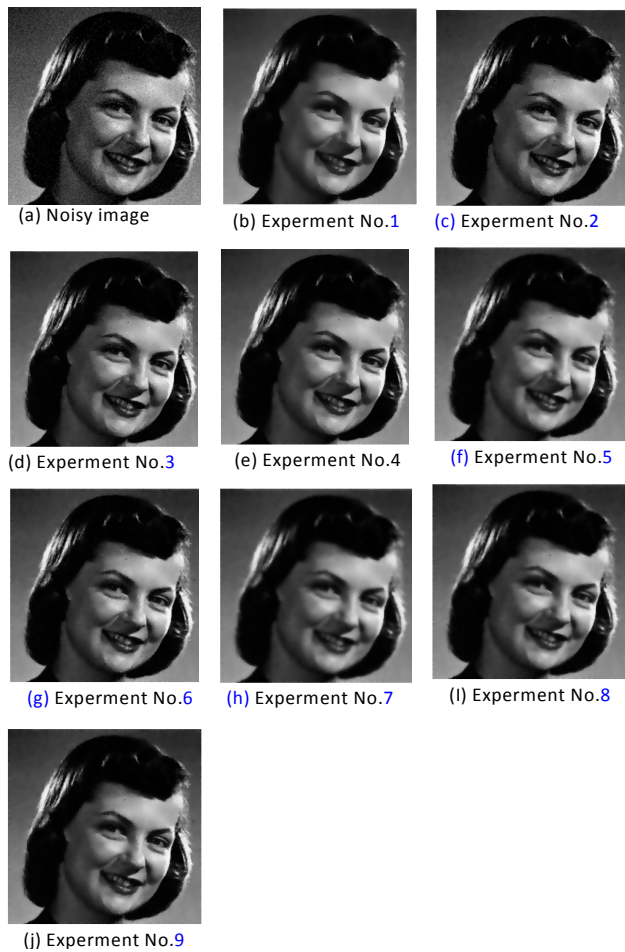 (a) Noisy image
(b) Experment No.1
(c) Experment No.2
(d) Experment No.3
(e) Experment No.4
(f) Experment No.5
(g) Experment No.6
(h) Experment No.7
(I) Experment No.8
(j) Experment No.9